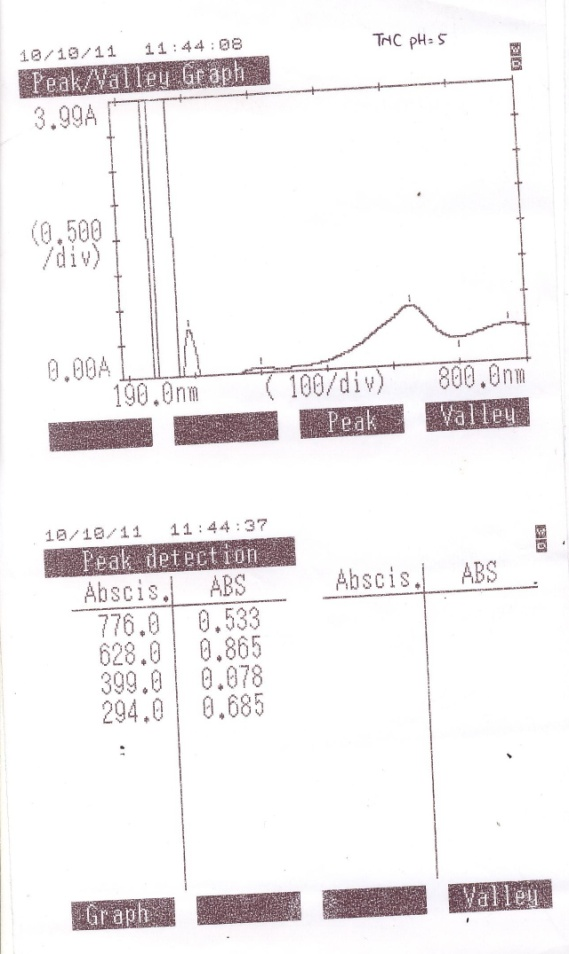 TMC pH=5
10/10/11 11:44:08
Peak/Valley Graph
3.99A
(0.500
/div)
0.00A
190.0nm ( 100/div) 800.0nm
Peak Valley
10/10/11 11:44:37
Peak detection
Abscis. ABS Abscis. ABS
776.0 0.533
628.0 0.865
399.0 0.078
294.0 0.685
Graph Valley